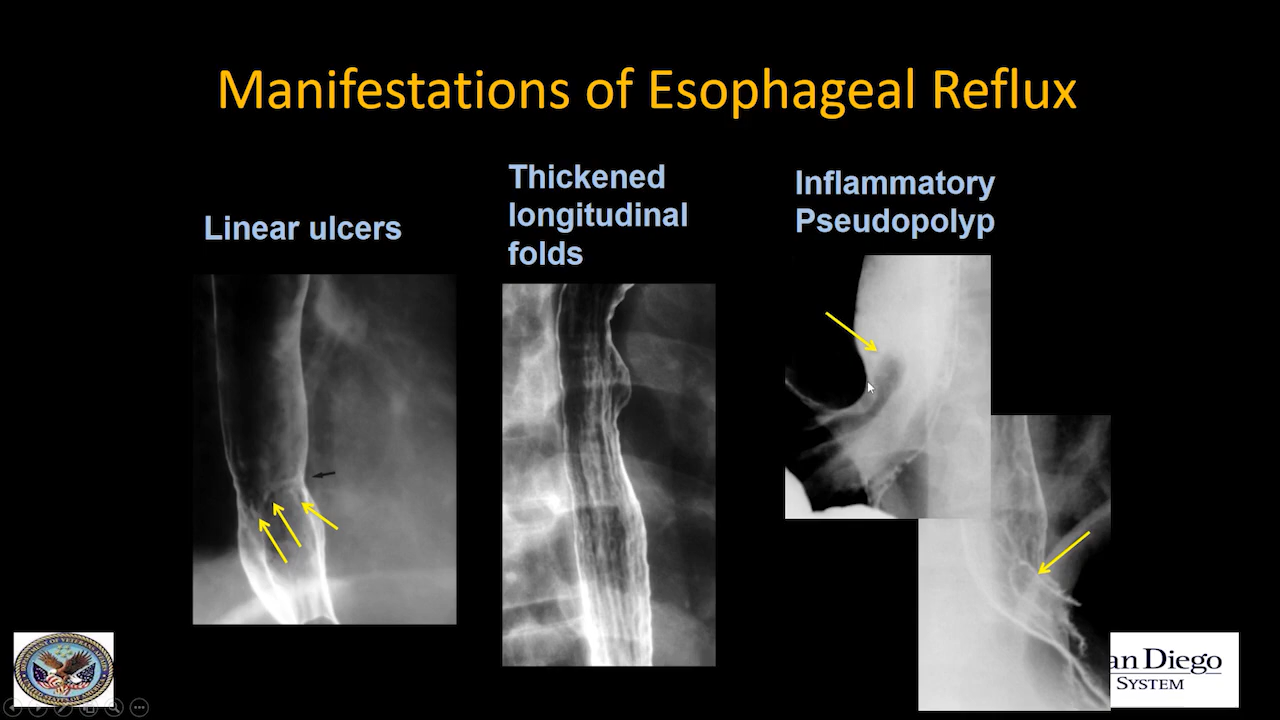 Manifestations of Esophageal Reflux
Linear ulcers
Thickened
longitudinal
folds
Inflammatory
Pseudopolyp
an Diego
SYSTEM